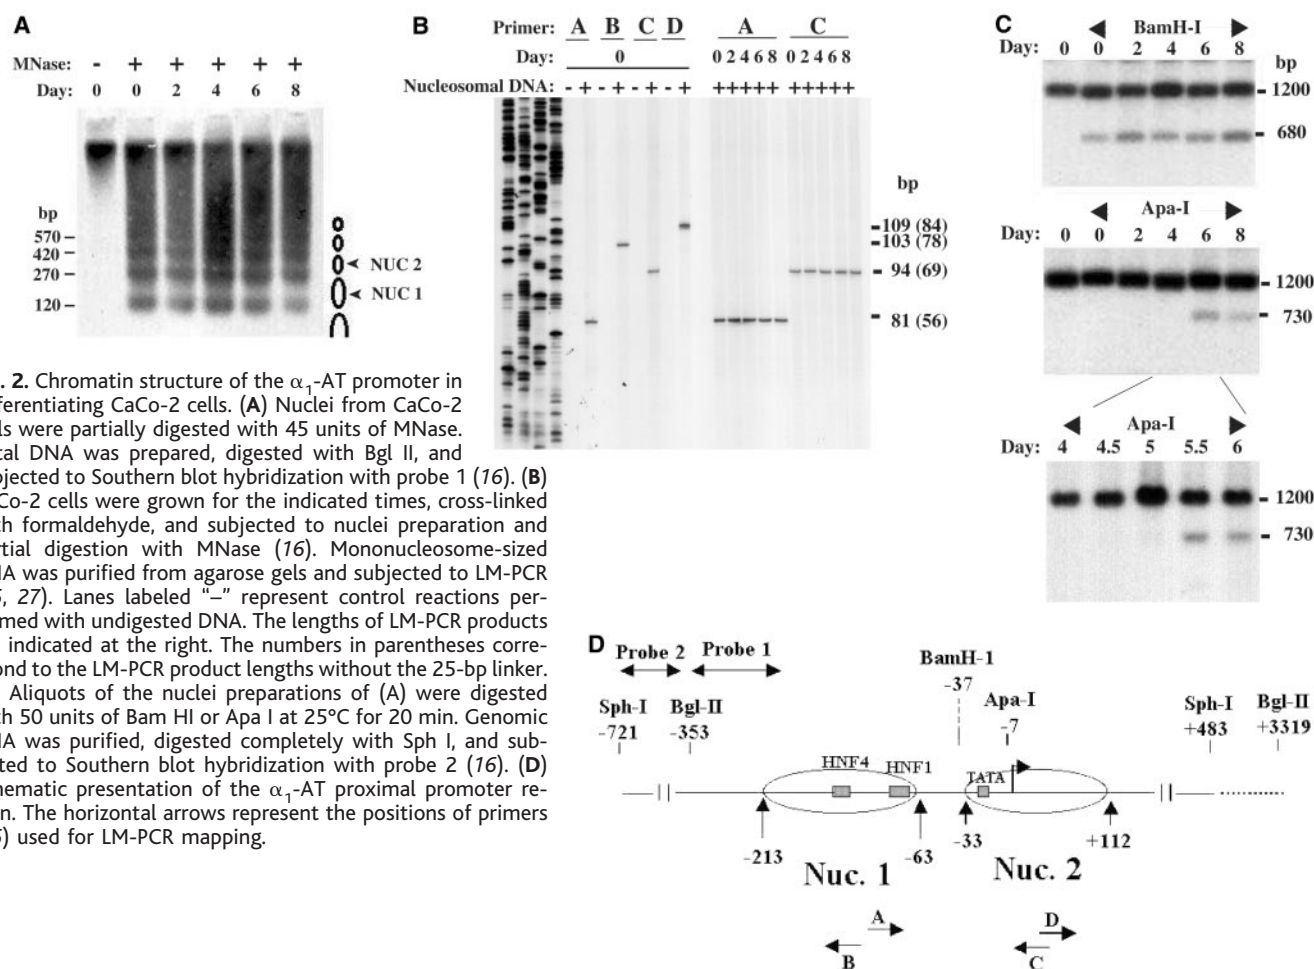 A
MNase: - + + + + +
Day: 0 0 2 4 6 8
bp
570
420
270
120
NUC 2
NUC 1
B
Primer: A B C D A C
Day: 0 0 2 4 6 8 0 2 4 6 8
Nucleosomal DNA: - + - + - + - + +++++ +++++
bp
109 (84)
103 (78)
94 (69)
81 (56)
C
BamH-I
Day: 0 0 2 4 6 8
bp
1200
680
Apa-I
Day: 0 0 2 4 6 8
1200
730
Apa-I
Day: 4 4.5 5 5.5 6
1200
730
. 2. Chromatin structure of the α1-AT promoter in
ferentiating CaCo-2 cells. (A) Nuclei from CaCo-2
ls were partially digested with 45 units of MNase.
tal DNA was prepared, digested with Bgl II, and
bjected to Southern blot hybridization with probe 1 (16). (B)
Co-2 cells were grown for the indicated times, cross-linked
th formaldehyde, and subjected to nuclei preparation and
rtial digestion with MNase (16). Mononucleosome-sized
NA was purified from agarose gels and subjected to LM-PCR
, 27). Lanes labeled “–” represent control reactions per-
med with undigested DNA. The lengths of LM-PCR products
indicated at the right. The numbers in parentheses corre-
ond to the LM-PCR product lengths without the 25-bp linker.
Aliquots of the nuclei preparations of (A) were digested
th 50 units of Bam HI or Apa I at 25°C for 20 min. Genomic
NA was purified, digested completely with Sph I, and sub-
ted to Southern blot hybridization with probe 2 (16). (D)
hematic presentation of the α1-AT proximal promoter re-
n. The horizontal arrows represent the positions of primers
) used for LM-PCR mapping.
D
Probe 2 Probe 1
BamH-1
-37
Apa-I
-7
Sph-I
-721
Bgl-II
-353
Sph-I
+483
Bgl-II
+3319
HNF4
HNF1
TATA
-213
-63
-33
+112
Nuc. 1
Nuc. 2
A
B
D
C